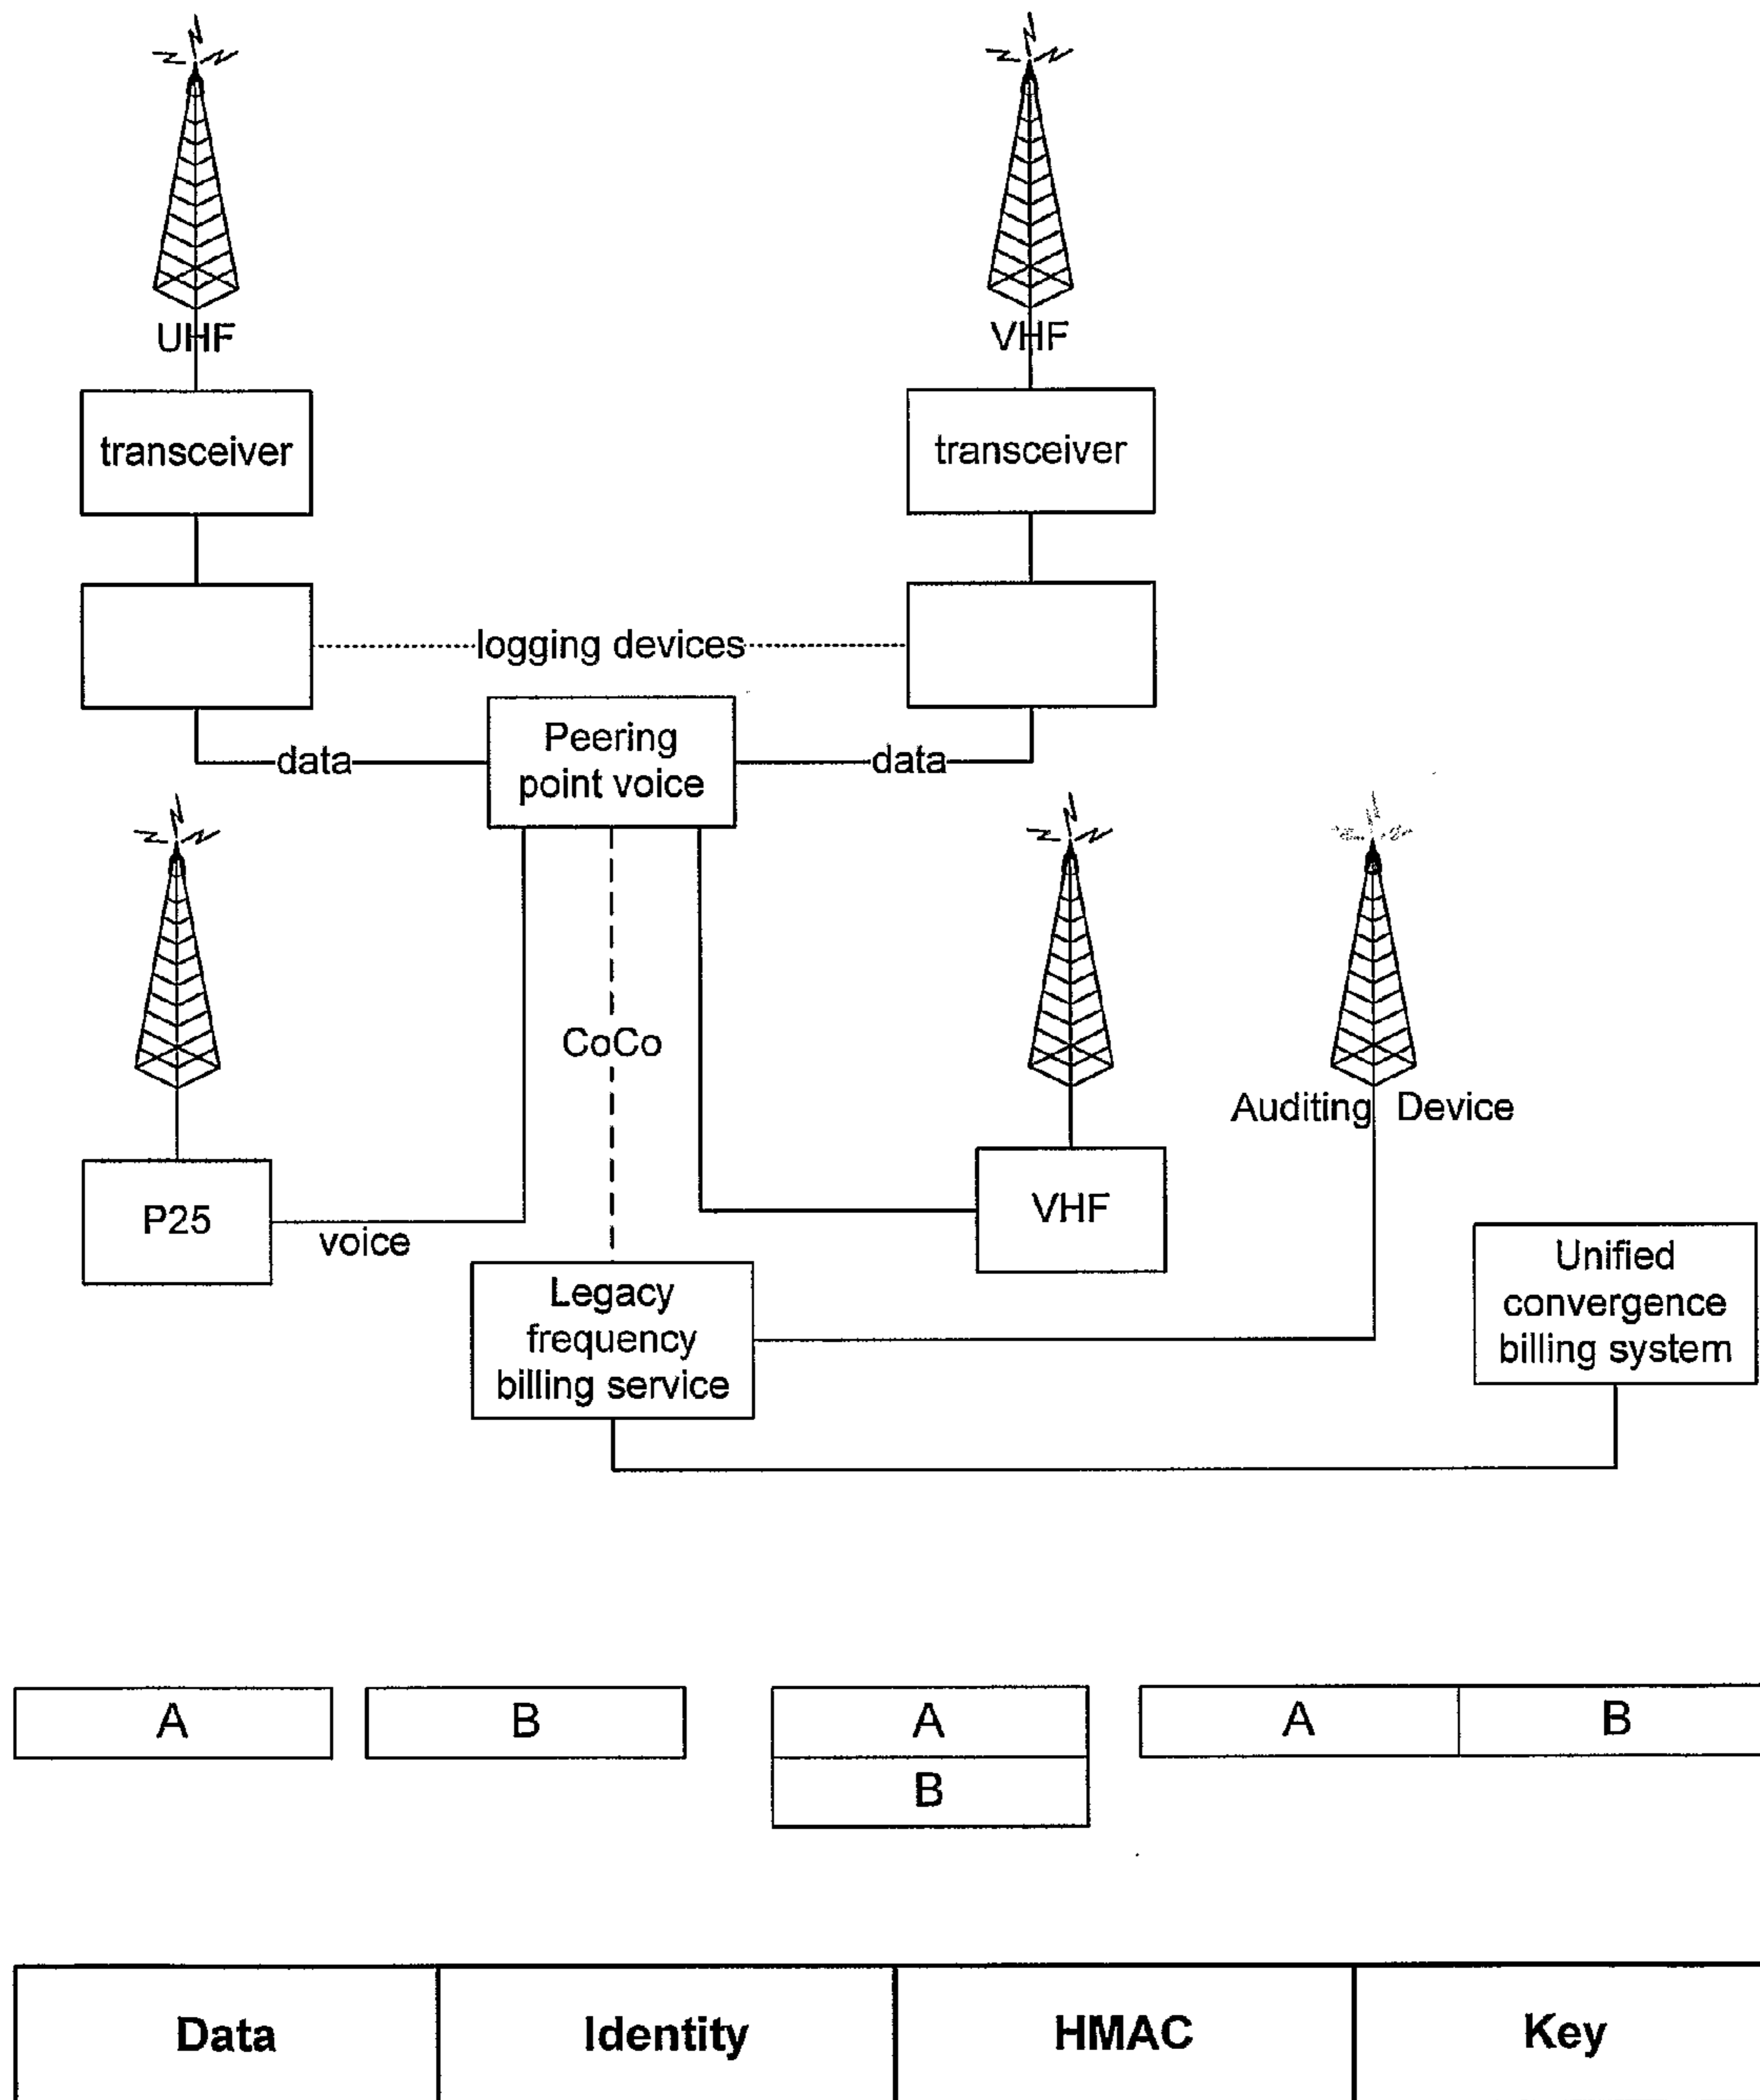 UHF
VHF
transceiver
transceiver
logging devices
Peering
point voice
data
data
CoCo
Auditing Device
P25
voice
VHF
Legacy
frequency
billing service
Unified
convergence
billing system
A
B
A
B
A
B
Data
Identity
HMAC
Key